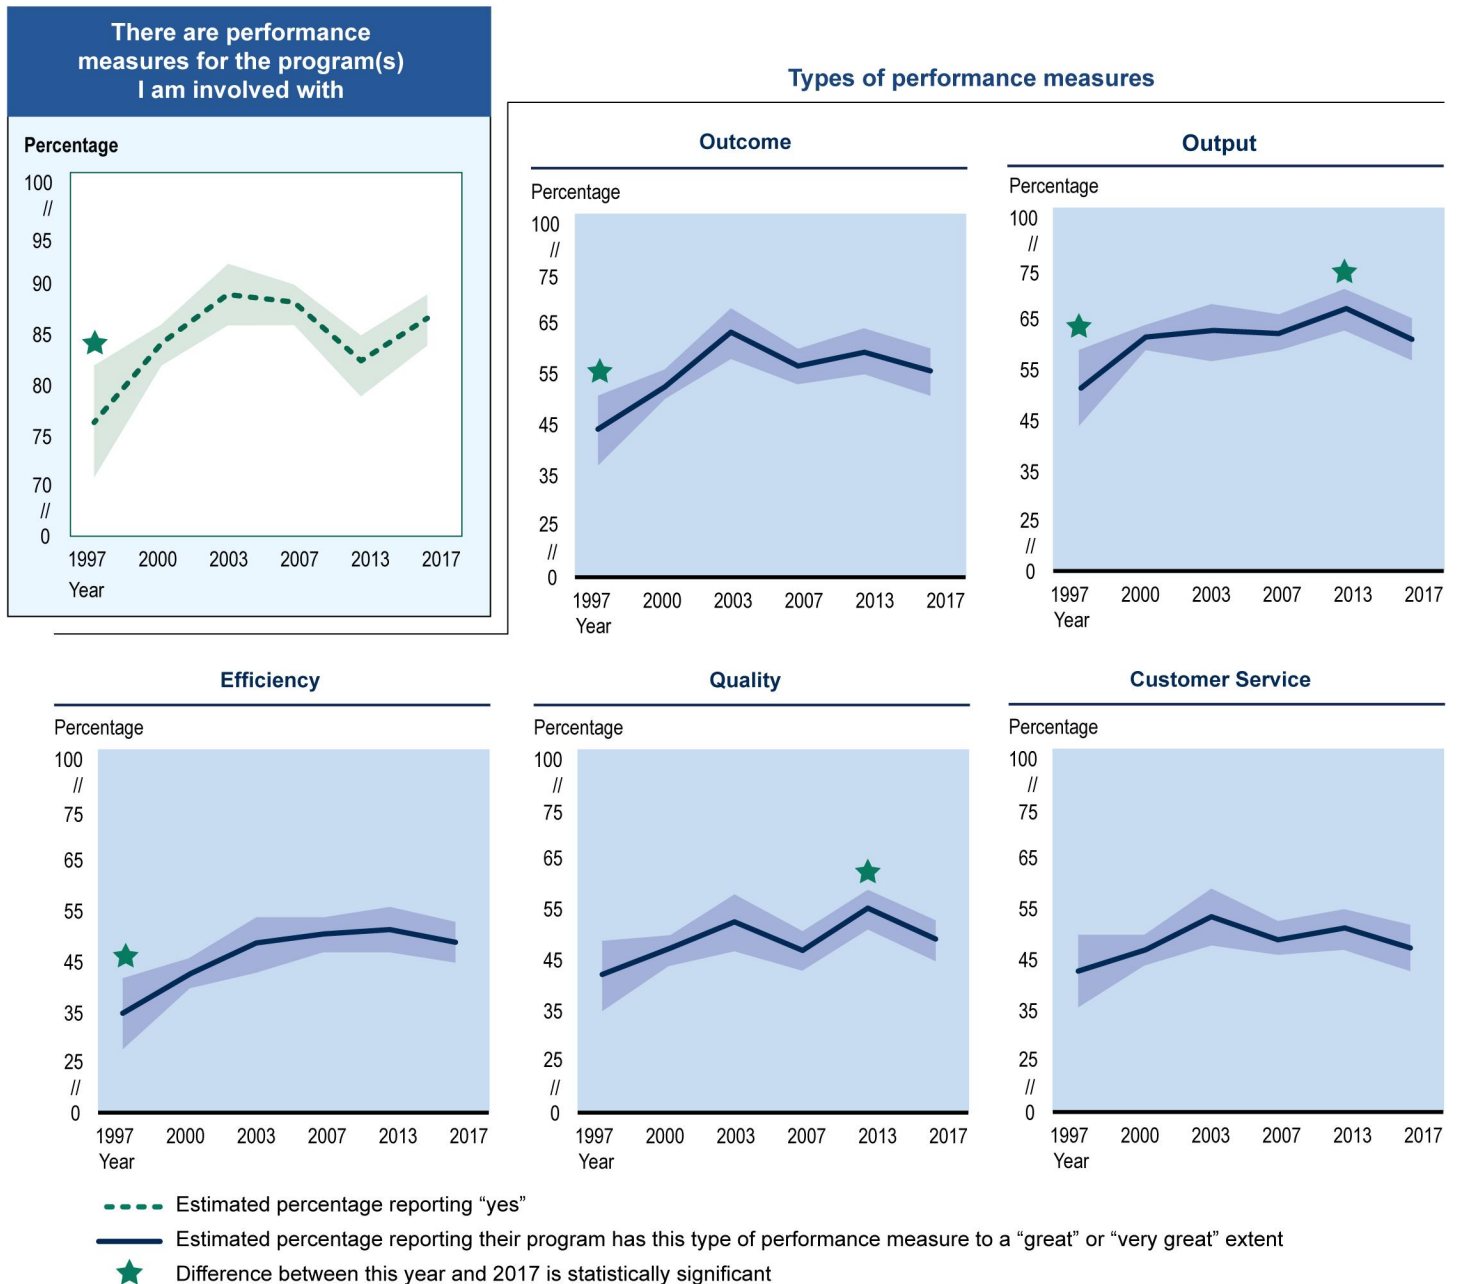 There are performance
measures for the program(s)
I am involved with
Percentage
100
//
95
90
85
80
75
70
//
0
1997 2000 2003 2007 2013 2017
Year
Types of performance measures
Outcome
Percentage
100
//
75
65
55
45
35
25
//
0
1997 2000 2003 2007 2013 2017
Year
Output
Percentage
100
//
75
65
55
45
35
25
//
0
1997 2000 2003 2007 2013 2017
Year
Efficiency
Percentage
100
//
75
65
55
45
35
25
//
0
1997 2000 2003 2007 2013 2017
Year
Quality
Percentage
100
//
75
65
55
45
35
25
//
0
1997 2000 2003 2007 2013 2017
Year
Customer Service
Percentage
100
//
75
65
55
45
35
25
//
0
1997 2000 2003 2007 2013 2017
Year
Estimated percentage reporting “yes”
Estimated percentage reporting their program has this type of performance measure to a “great” or “very great” extent
Difference between this year and 2017 is statistically significant